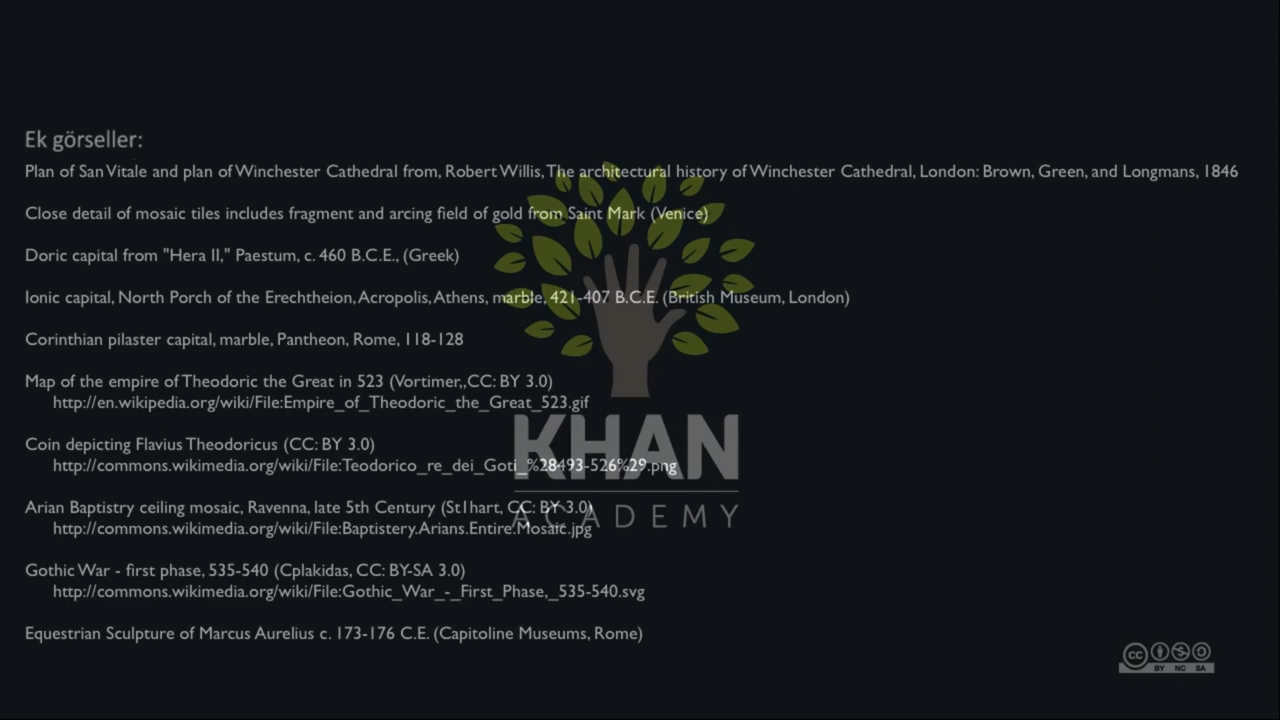 Ek görseller:
Plan of San Vitale and plan of Winchester Cathedral from, Robert Willis, The architectural history of Winchester Cathedral, London: Brown, Green, and Longmans, 1846
Close detail of mosaic tiles includes fragment and arcing field of gold from Saint Mark (Venice)
Doric capital from "Hera II," Paestum, c. 460 B.C.E., (Greek)
Ionic capital, North Porch of the Erechtheion, Acropolis, Athens, marble, 421-407 B.C.E. (British Museum, London)
Corinthian pilaster capital, marble, Pantheon, Rome, 118-128
Map of the empire of Theodoric the Great in 523 (Vortimer,,CC: BY 3.0)
http://en.wikipedia.org/wiki/File:Empire_of_Theodoric_the_Great_523.gif
Coin depicting Flavius Theodoricus (CC: BY 3.0)
http://commons.wikimedia.org/wiki/File:Teodorico_re_dei_Goti_%28493-526%29.png
Arian Baptistry ceiling mosaic, Ravenna, late 5th Century (St1hart, CC: BY 3.0)
http://commons.wikimedia.org/wiki/File:Baptistery.Arians.Entire.Mosaic.jpg
Gothic War - first phase, 535-540 (Cplakidas, CC: BY-SA 3.0)
http://commons.wikimedia.org/wiki/File:Gothic_War_-_First_Phase,_535-540.svg
Equestrian Sculpture of Marcus Aurelius c. 173-176 C.E. (Capitoline Museums, Rome)
KHAN
ACADEMY
cc
BY NC SA